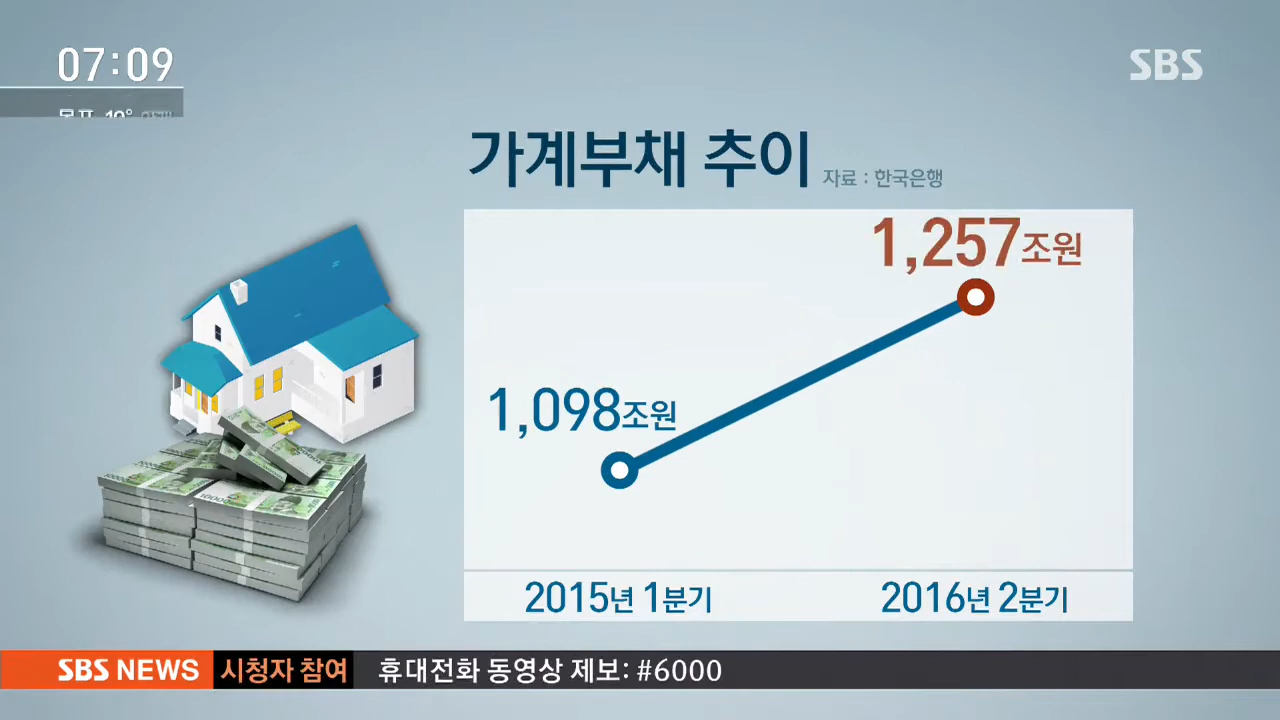 07:09
SBS
가계부채 추이 자료 : 한국은행
1,257조원
1,098조원
2015년 1분기 2016년 2분기
SBS NEWS 시청자 참여 휴대전화 동영상 제보: #6000
10000